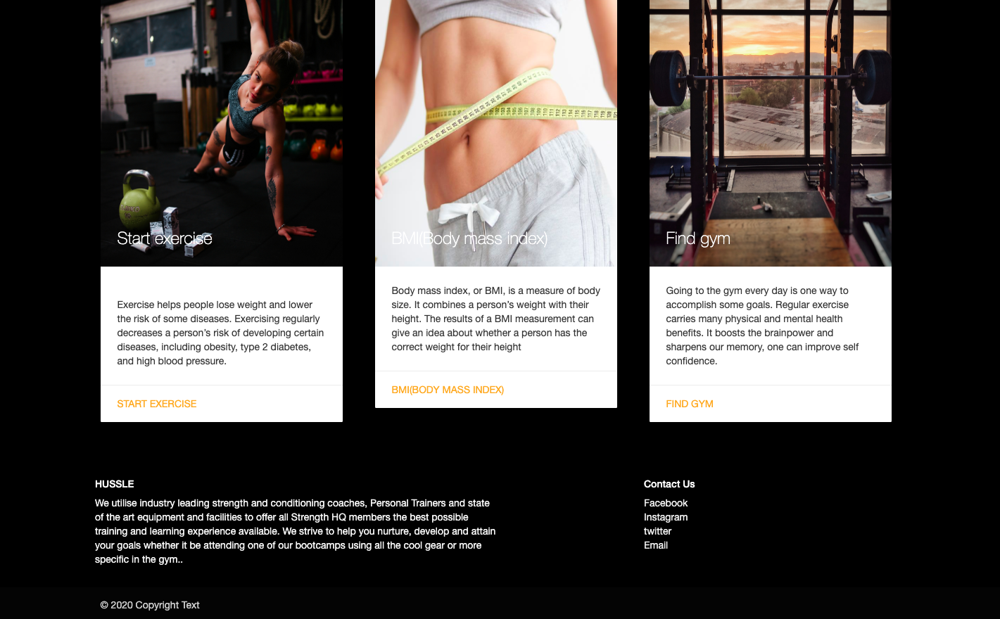 Start exercise
Exercise helps people lose weight and lower
the risk of some diseases. Exercising regularly
decreases a person’s risk of developing certain
diseases, including obesity, type 2 diabetes,
and high blood pressure.
START EXERCISE
BMI(Body mass index)
Body mass index, or BMI, is a measure of body
size. It combines a person’s weight with their
height. The results of a BMI measurement can
give an idea about whether a person has the
correct weight for their height
BMI(BODY MASS INDEX)
Find gym
Going to the gym every day is one way to
accomplish some goals. Regular exercise
carries many physical and mental health
benefits. It boosts the brainpower and
sharpens our memory, one can improve self
confidence.
FIND GYM
HUSSLE
We utilise industry leading strength and conditioning coaches, Personal Trainers and state
of the art equipment and facilities to offer all Strength HQ members the best possible
training and learning experience available. We strive to help you nurture, develop and attain
your goals whether it be attending one of our bootcamps using all the cool gear or more
specific in the gym..
Contact Us
Facebook
Instagram
twitter
Email
© 2020 Copyright Text